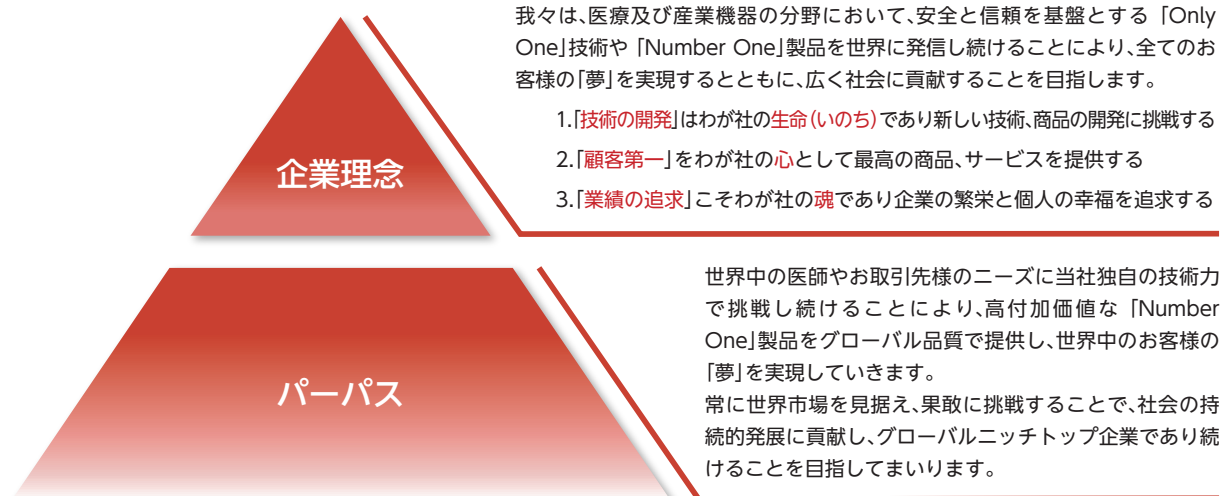 我々は、医療及び産業機器の分野において、安全と信頼を基盤とする「Only
One」技術や「Number One」製品を世界に発信し続けることにより、全てのお
客様の「夢」を実現するとともに、広く社会に貢献することを目指します。
1.「技術の開発」はわが社の生命(いのち)であり新しい技術、商品の開発に挑戦する
2.「顧客第一」をわが社の心として最高の商品、サービスを提供する
3.「業績の追求」こそわが社の魂であり企業の繁栄と個人の幸福を追求する
企業理念
世界中の医師やお取引先様のニーズに当社独自の技術力
で挑戦し続けることにより、高付加価値な「Number
One」製品をグローバル品質で提供し、世界中のお客様の
「夢」を実現していきます。
常に世界市場を見据え、果敢に挑戦することで、社会の持
続的発展に貢献し、グローバルニッチトップ企業であり続
けることを目指してまいります。
パーパス